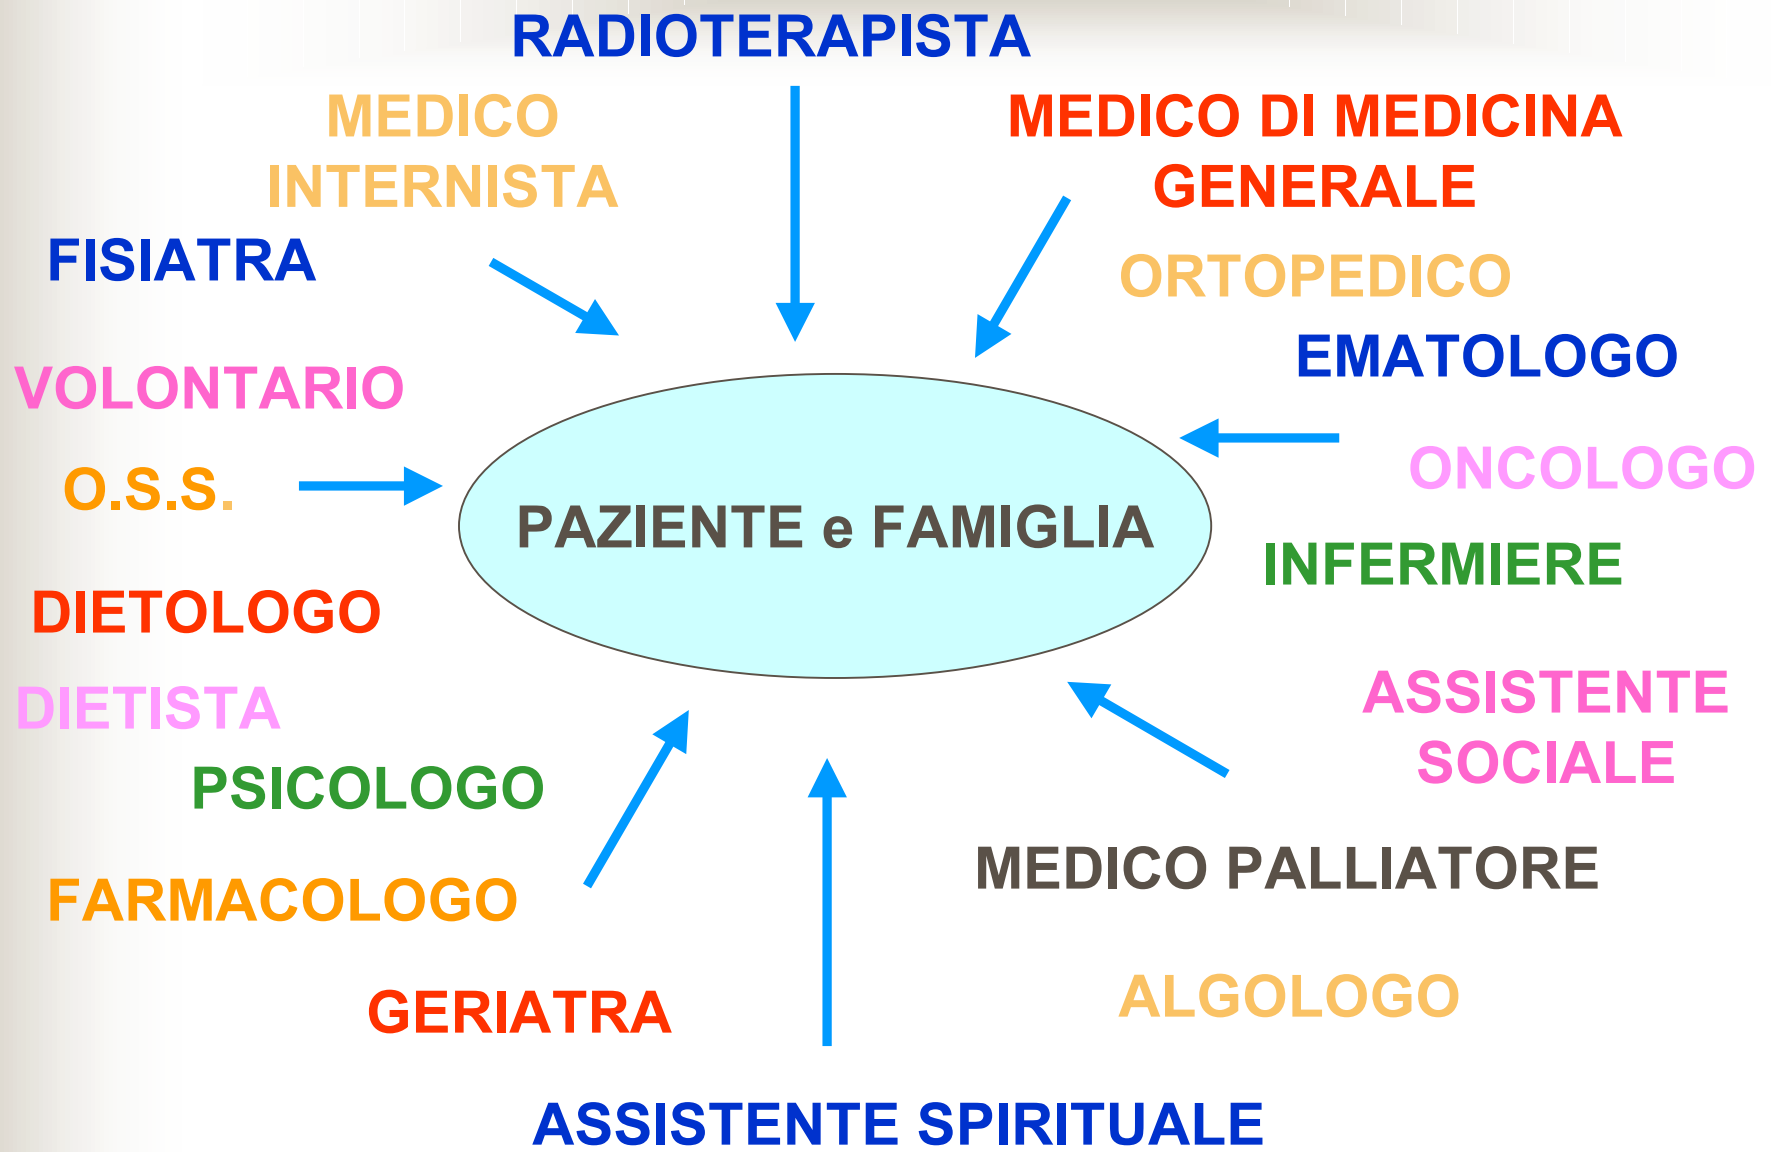 RADIOTERAPISTA
MEDICO
INTERNISTA
MEDICO DI MEDICINA
GENERALE
FISIATRA
ORTOPEDICO
EMATOLOGO
VOLONTARIO
ONCOLOGO
O.S.S.
PAZIENTE e FAMIGLIA
INFERMIERE
DIETOLOGO
DIETISTA
ASSISTENTE
SOCIALE
PSICOLOGO
MEDICO PALLIATORE
FARMACOLOGO
GERIATRA
ALGOLOGO
ASSISTENTE SPIRITUALE